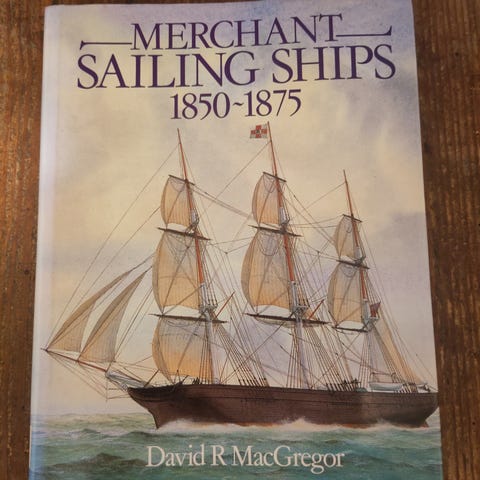 MERCHANT
SAILING SHIPS
1850~1875
David R MacGregor